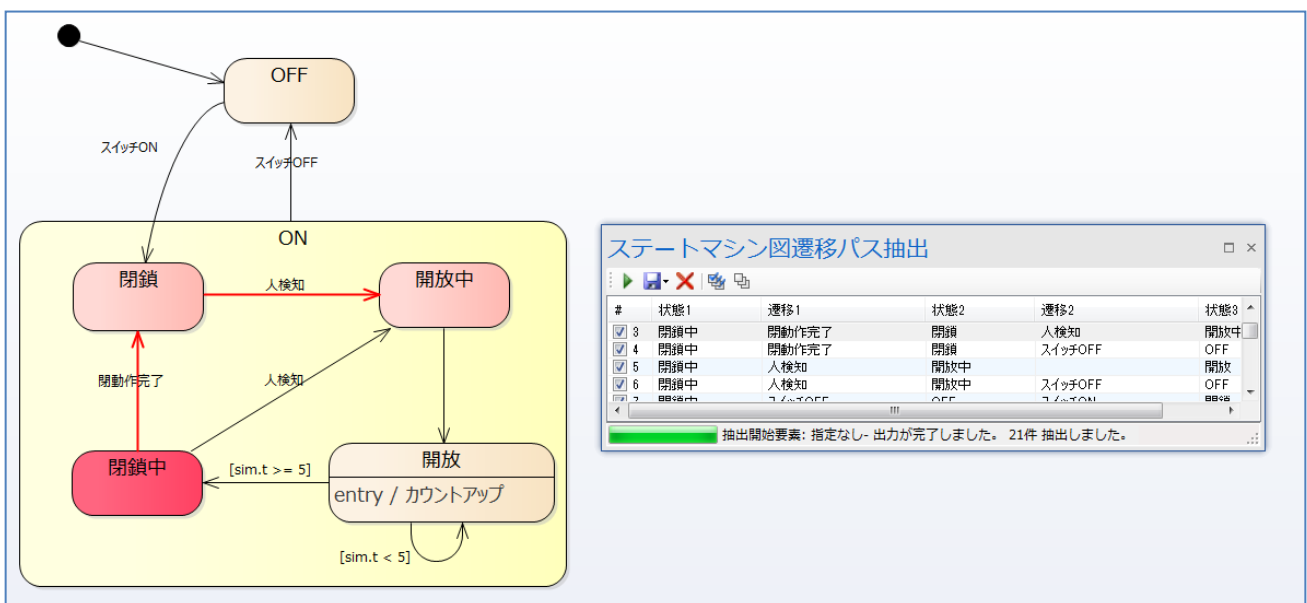 OFF
スイッチON
スイッチOFF
ON
閉鎖
人検知
開放中
閉動作完了
人検知
閉鎖中
[sim.t >= 5]
開放
entry / カウントアップ
[sim.t < 5]
ステートマシン図遷移パス抽出
# 状態1 遷移1 状態2 遷移2 状態3
3 閉鎖中 閉動作完了 閉鎖 人検知 開放中
4 閉鎖中 閉動作完了 閉鎖 スイッチOFF OFF
5 閉鎖中 人検知 開放中 開放
6 閉鎖中 人検知 開放中 スイッチOFF OFF
抽出開始要素: 指定なし- 出力が完了しました。 21件 抽出しました。